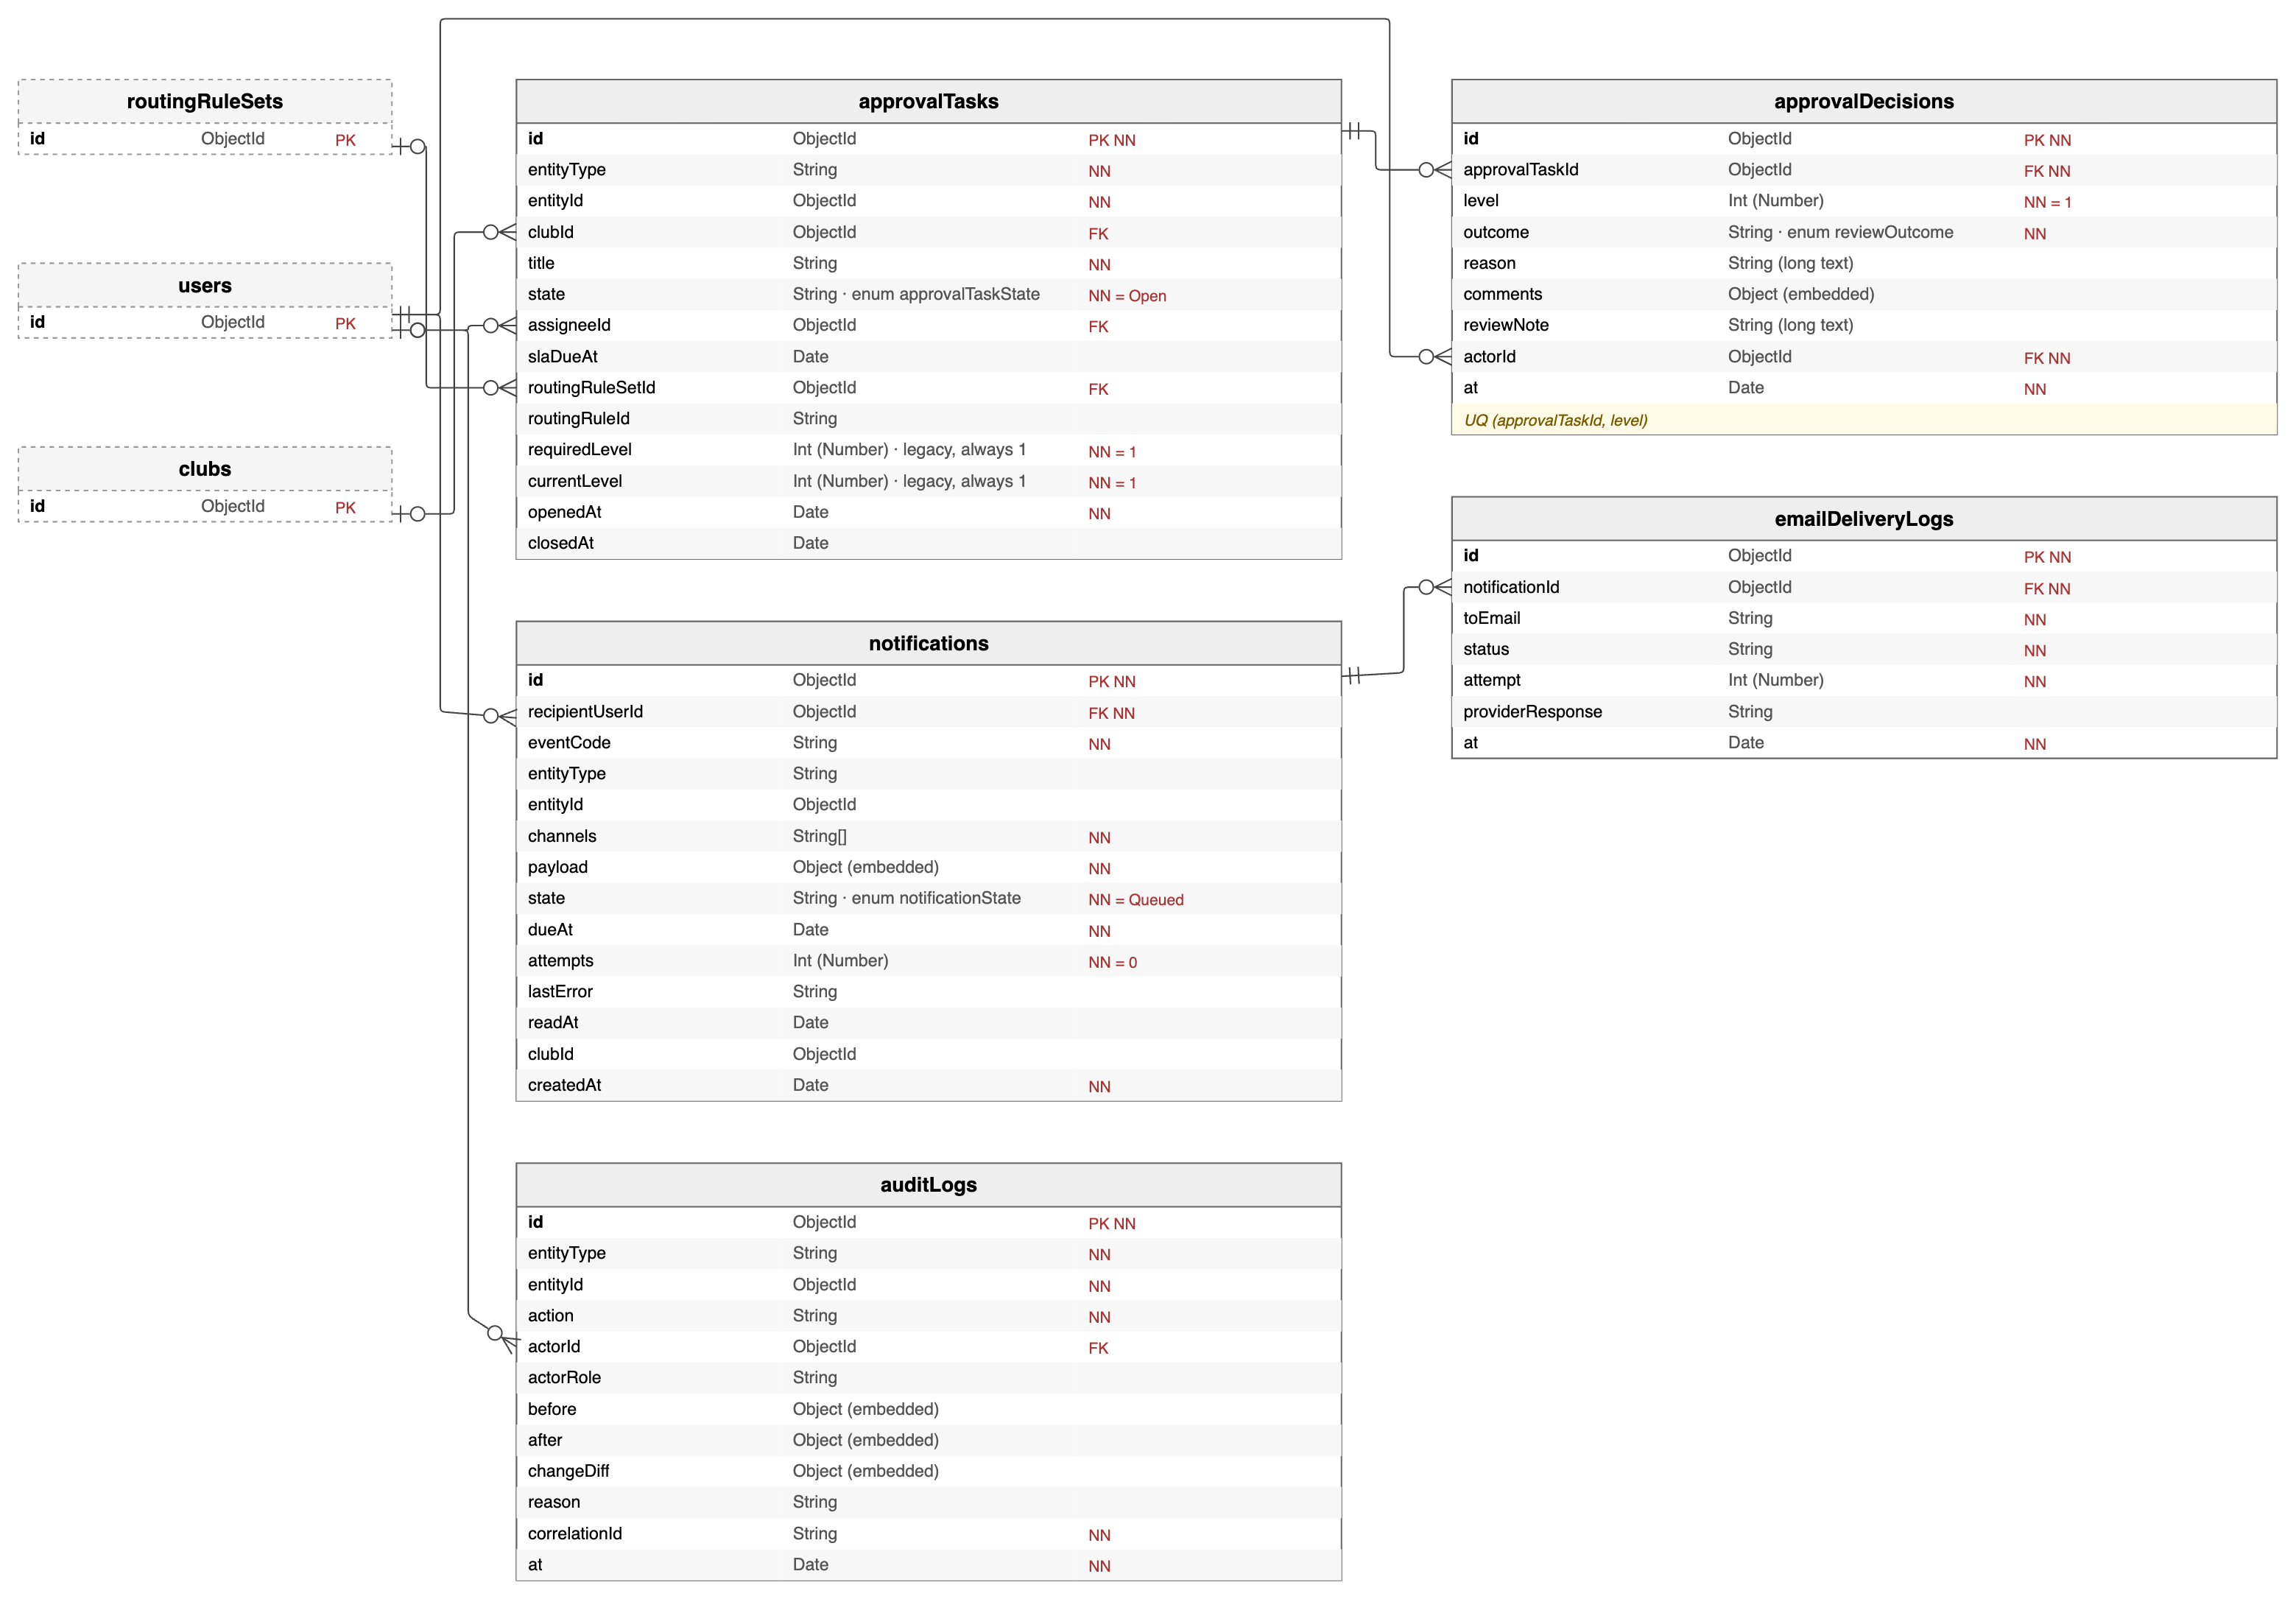 routingRuleSets
id ObjectId PK
users
id ObjectId PK
clubs
id ObjectId PK
approvalTasks
id ObjectId PK NN
entityType String NN
entityId ObjectId NN
clubId ObjectId FK
title String NN
state String · enum approvalTaskState NN = Open
assigneeId ObjectId FK
slaDueAt Date
routingRuleSetId ObjectId FK
routingRuleId String
requiredLevel Int (Number) · legacy, always 1 NN = 1
currentLevel Int (Number) · legacy, always 1 NN = 1
openedAt Date NN
closedAt Date
approvalDecisions
id ObjectId PK NN
approvalTaskId ObjectId FK NN
level Int (Number) NN = 1
outcome String · enum reviewOutcome NN
reason String (long text)
comments Object (embedded)
reviewNote String (long text)
actorId ObjectId FK NN
at Date NN
UQ (approvalTaskId, level)
emailDeliveryLogs
id ObjectId PK NN
notificationId ObjectId FK NN
toEmail String NN
status String NN
attempt Int (Number) NN
providerResponse String
at Date NN
notifications
id ObjectId PK NN
recipientUserId ObjectId FK NN
eventCode String NN
entityType String
entityId ObjectId
channels String[] NN
payload Object (embedded) NN
state String · enum notificationState NN = Queued
dueAt Date NN
attempts Int (Number) NN = 0
lastError String
readAt Date
clubId ObjectId
createdAt Date NN
auditLogs
id ObjectId PK NN
entityType String NN
entityId ObjectId NN
action String NN
actorId ObjectId FK
actorRole String
before Object (embedded)
after Object (embedded)
changeDiff Object (embedded)
reason String
correlationId String NN
at Date NN